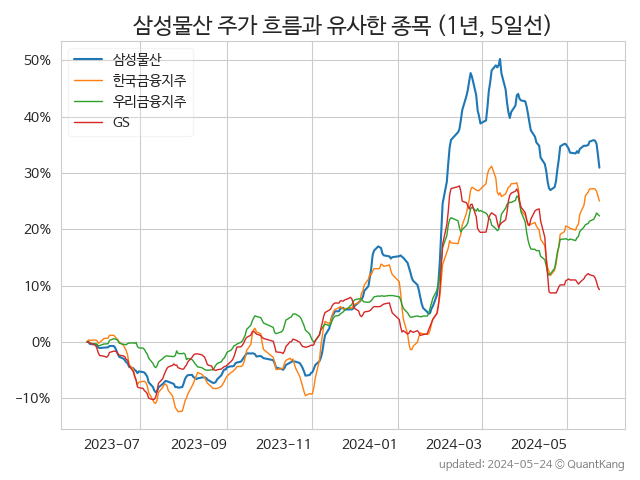 삼성물산 주가 흐름과 유사한 종목 (1년, 5일선)
삼성물산
한국금융지주
우리금융지주
GS
50%
40%
30%
20%
10%
0%
−10%
2023-07
2023-09
2023-11
2024-01
2024-03
2024-05
updated: 2024-05-24 © QuantKang